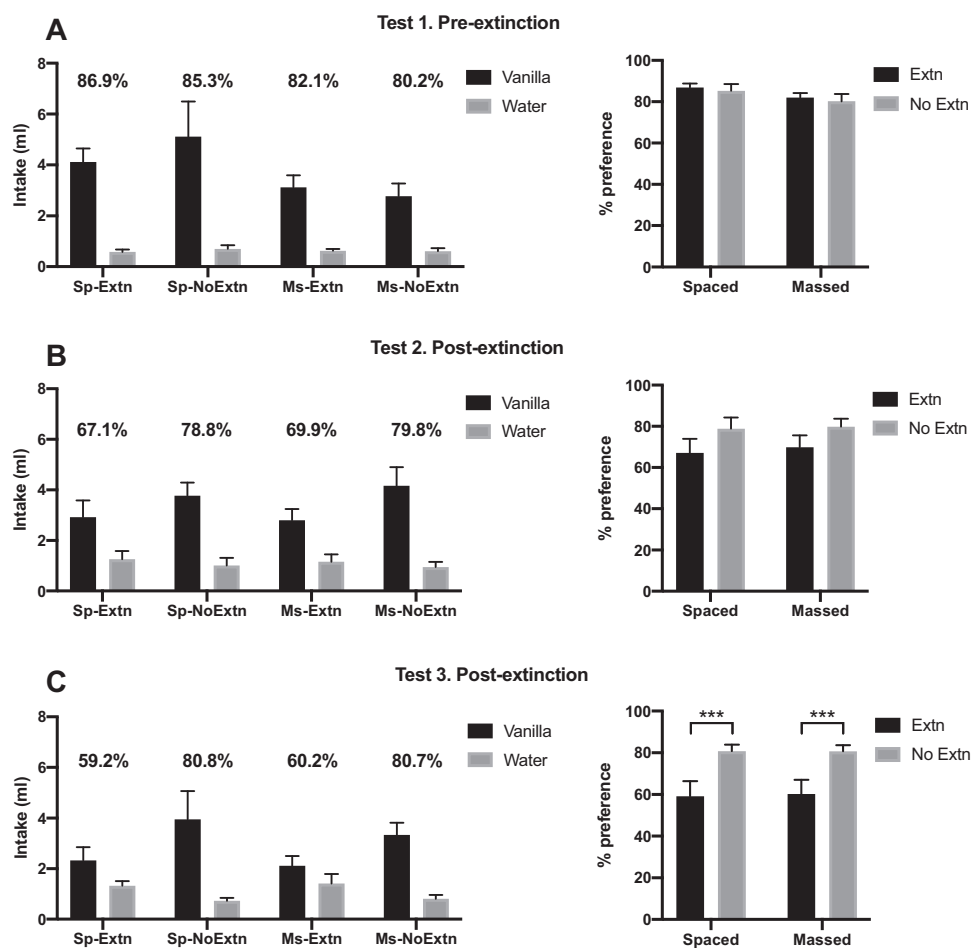 A
Test 1. Pre-extinction
8
6
4
2
0
Intake (ml)
86.9% 85.3% 82.1% 80.2%
Vanilla
Water
Sp-Extn Sp-NoExtn Ms-Extn Ms-NoExtn
100
80
60
40
20
0
% preference
Extn
No Extn
Spaced Massed
B
Test 2. Post-extinction
8
6
4
2
0
Intake (ml)
67.1% 78.8% 69.9% 79.8%
Vanilla
Water
Sp-Extn Sp-NoExtn Ms-Extn Ms-NoExtn
100
80
60
40
20
0
% preference
Extn
No Extn
Spaced Massed
C
Test 3. Post-extinction
8
6
4
2
0
Intake (ml)
59.2% 80.8% 60.2% 80.7%
Vanilla
Water
Sp-Extn Sp-NoExtn Ms-Extn Ms-NoExtn
100
80
60
40
20
0
% preference
*** ***
Extn
No Extn
Spaced Massed